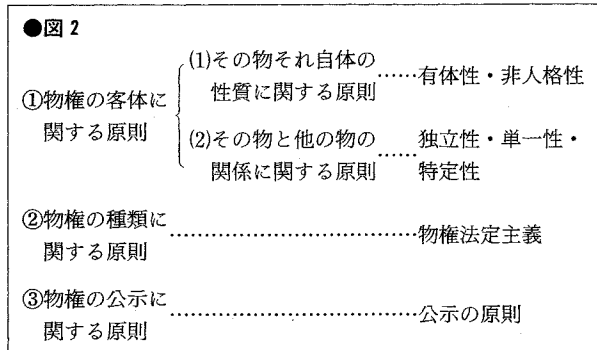 ●図2
(1)その物それ自体の
性質に関する原則……有体性・非人格性
①物権の客体に
関する原則
(2)その物と他の物の……独立性・単一性・
関係に関する原則 特定性
②物権の種類に
関する原則……………………………物権法定主義
③物権の公示に
関する原則……………………………公示の原則